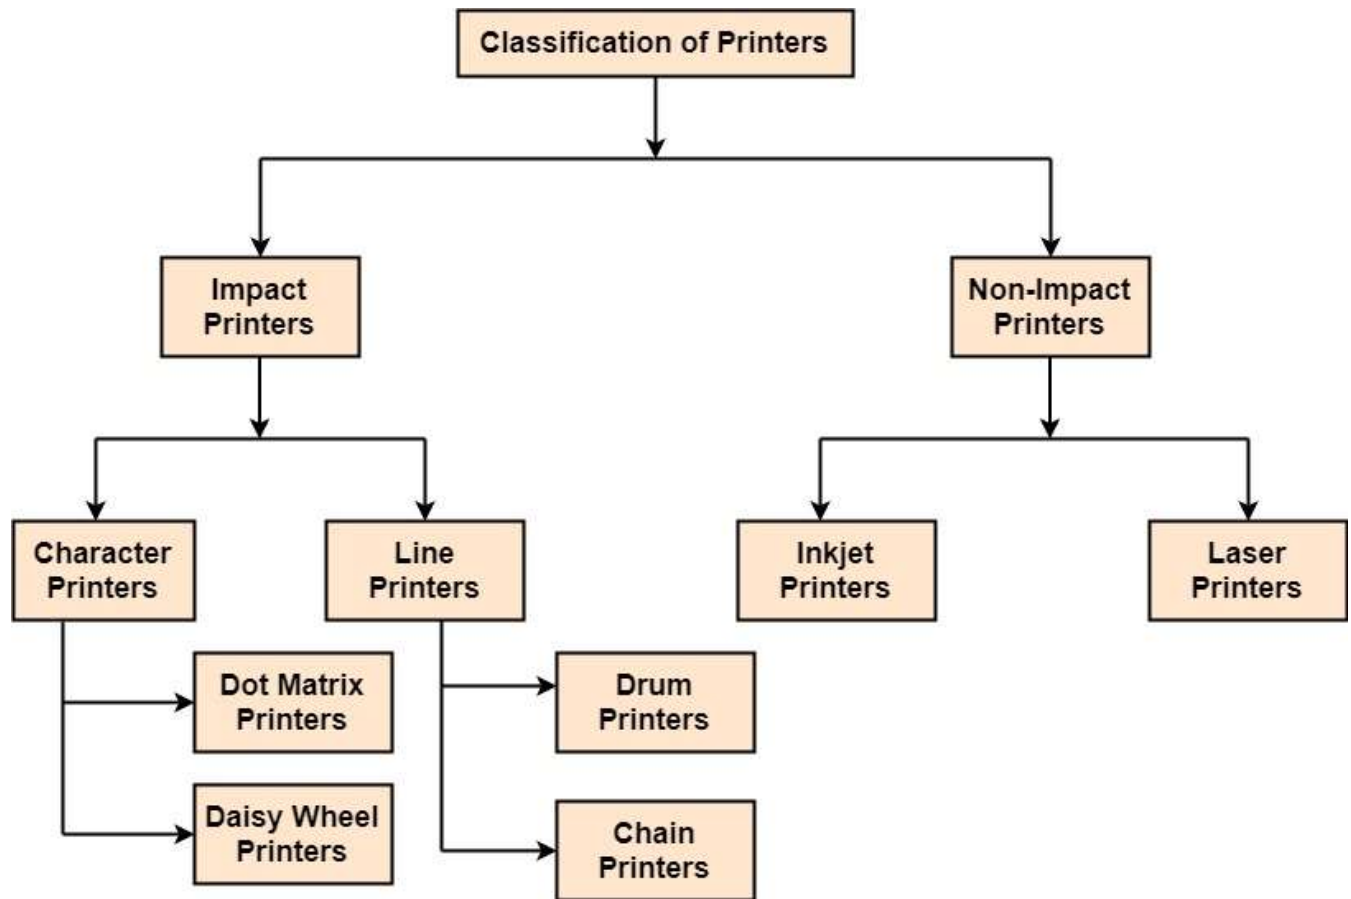 Classification of Printers
Impact
Printers
Non-Impact
Printers
Character
Printers
Line
Printers
Inkjet
Printers
Laser
Printers
Dot Matrix
Printers
Drum
Printers
Daisy Wheel
Printers
Chain
Printers